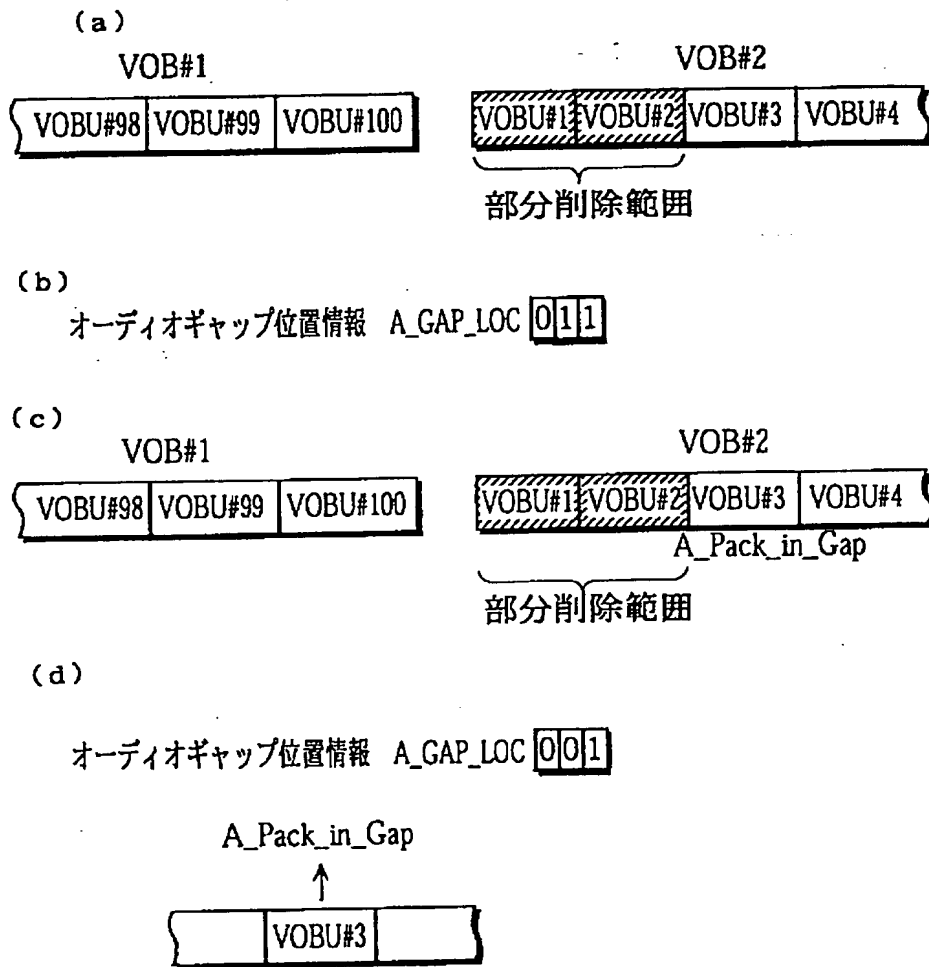 (a)
VOB#1 VOB#2
VOBU#98 VOBU#99 VOBU#100 VOBU#1 VOBU#2 VOBU#3 VOBU#4
部分削除範囲
(b)
オーディオギャップ位置情報 A_GAP_LOC 0 1 1
(c)
VOB#1 VOB#2
VOBU#98 VOBU#99 VOBU#100 VOBU#1 VOBU#2 VOBU#3 VOBU#4
A_Pack_in_Gap
部分削除範囲
(d)
オーディオギャップ位置情報 A_GAP_LOC 0 0 1
A_Pack_in_Gap
VOBU#3